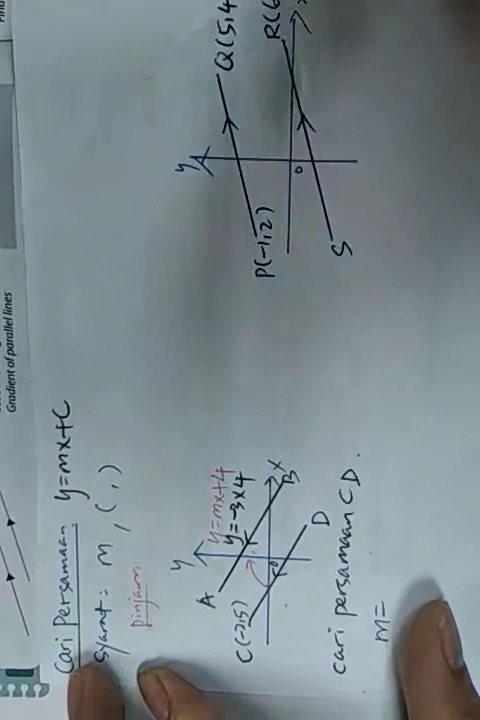 Gradient of parallel lines
Cari Persamaan y=mx+c
syarat: m, ( , )
pinjam
y
y=mx+4
y=-3x+4
A
x
B
C(-2,5)
0
D
Cari persamaan CD.
m=
y
Q(5,4
P(-1,2)
0
R(6
S